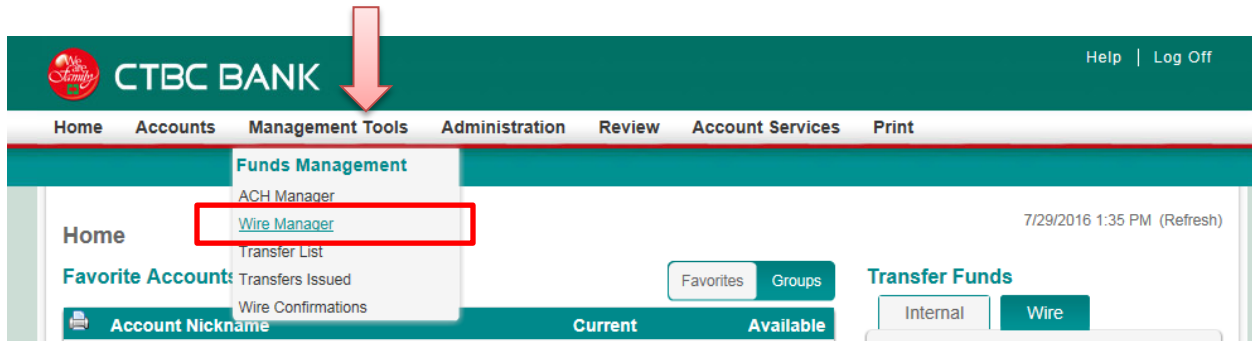 We are Family
CTBC BANK
Help | Log Off
Home Accounts Management Tools Administration Review Account Services Print
Funds Management
ACH Manager
Wire Manager
Transfer List
Transfers Issued
Wire Confirmations
Home
7/29/2016 1:35 PM (Refresh)
Favorite Accounts
Favorites Groups
Transfer Funds
Internal Wire
Account Nickname Current Available